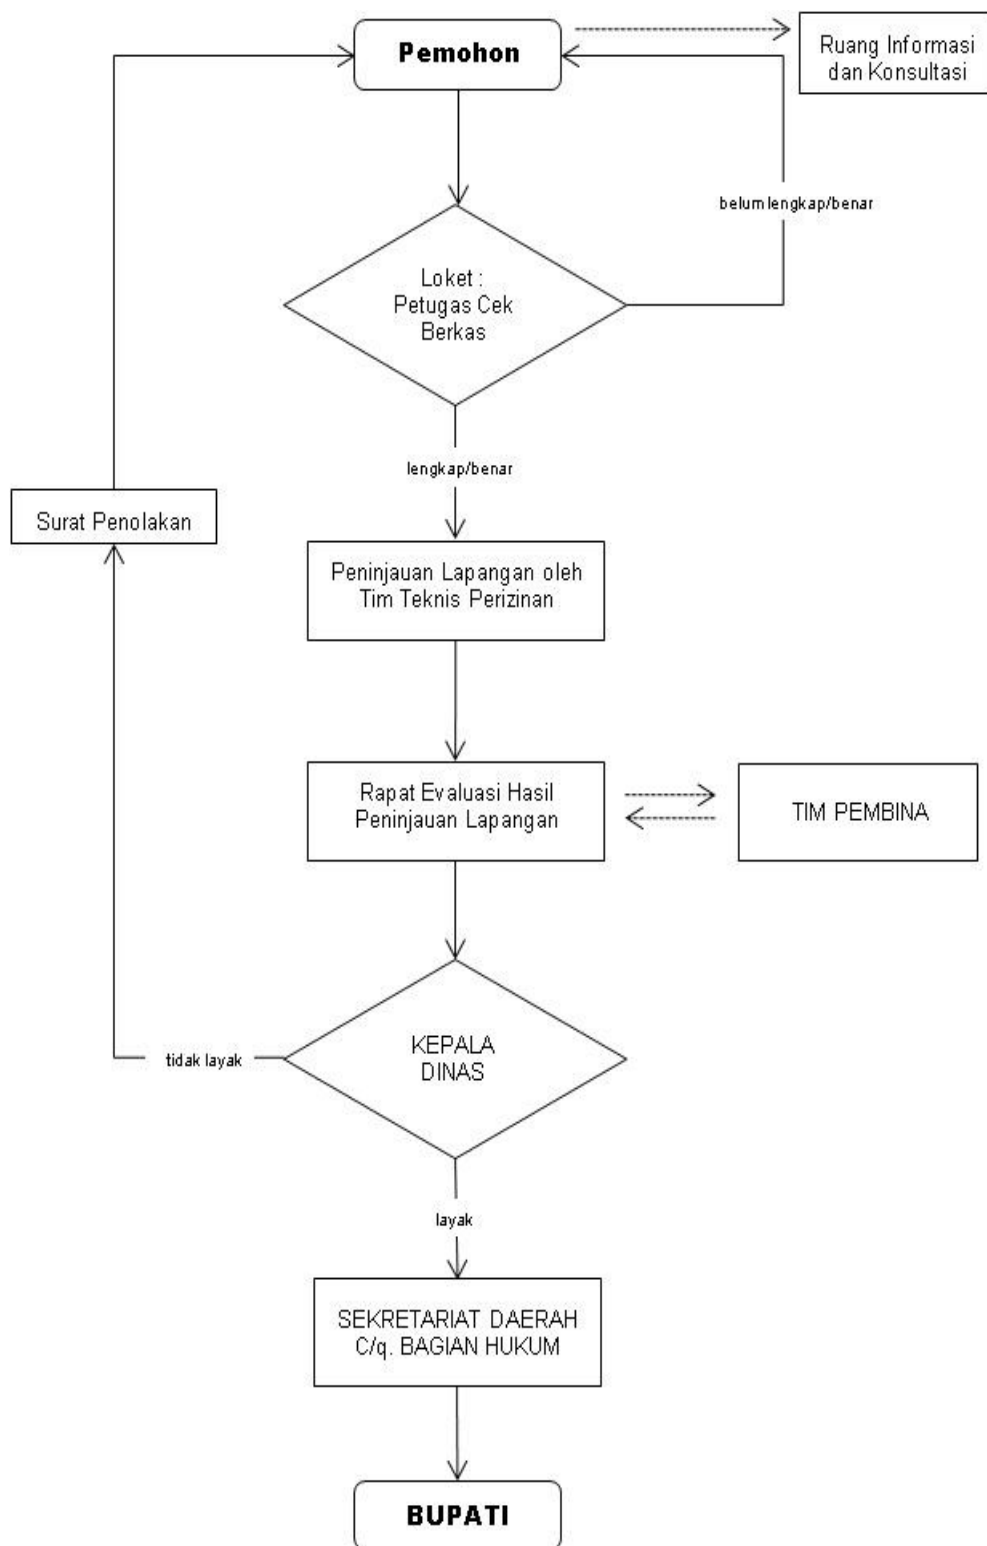 Pemohon
Ruang Informasi
dan Konsultasi
belum lengkap/benar
Loket :
Petugas Cek
Berkas
lengkap/benar
Surat Penolakan
Peninjauan Lapangan oleh
Tim Teknis Perizinan
Rapat Evaluasi Hasil
Peninjauan Lapangan
TIM PEMBINA
KEPALA
DINAS
tidak layak
layak
SEKRETARIAT DAERAH
C/q. BAGIAN HUKUM
BUPATI